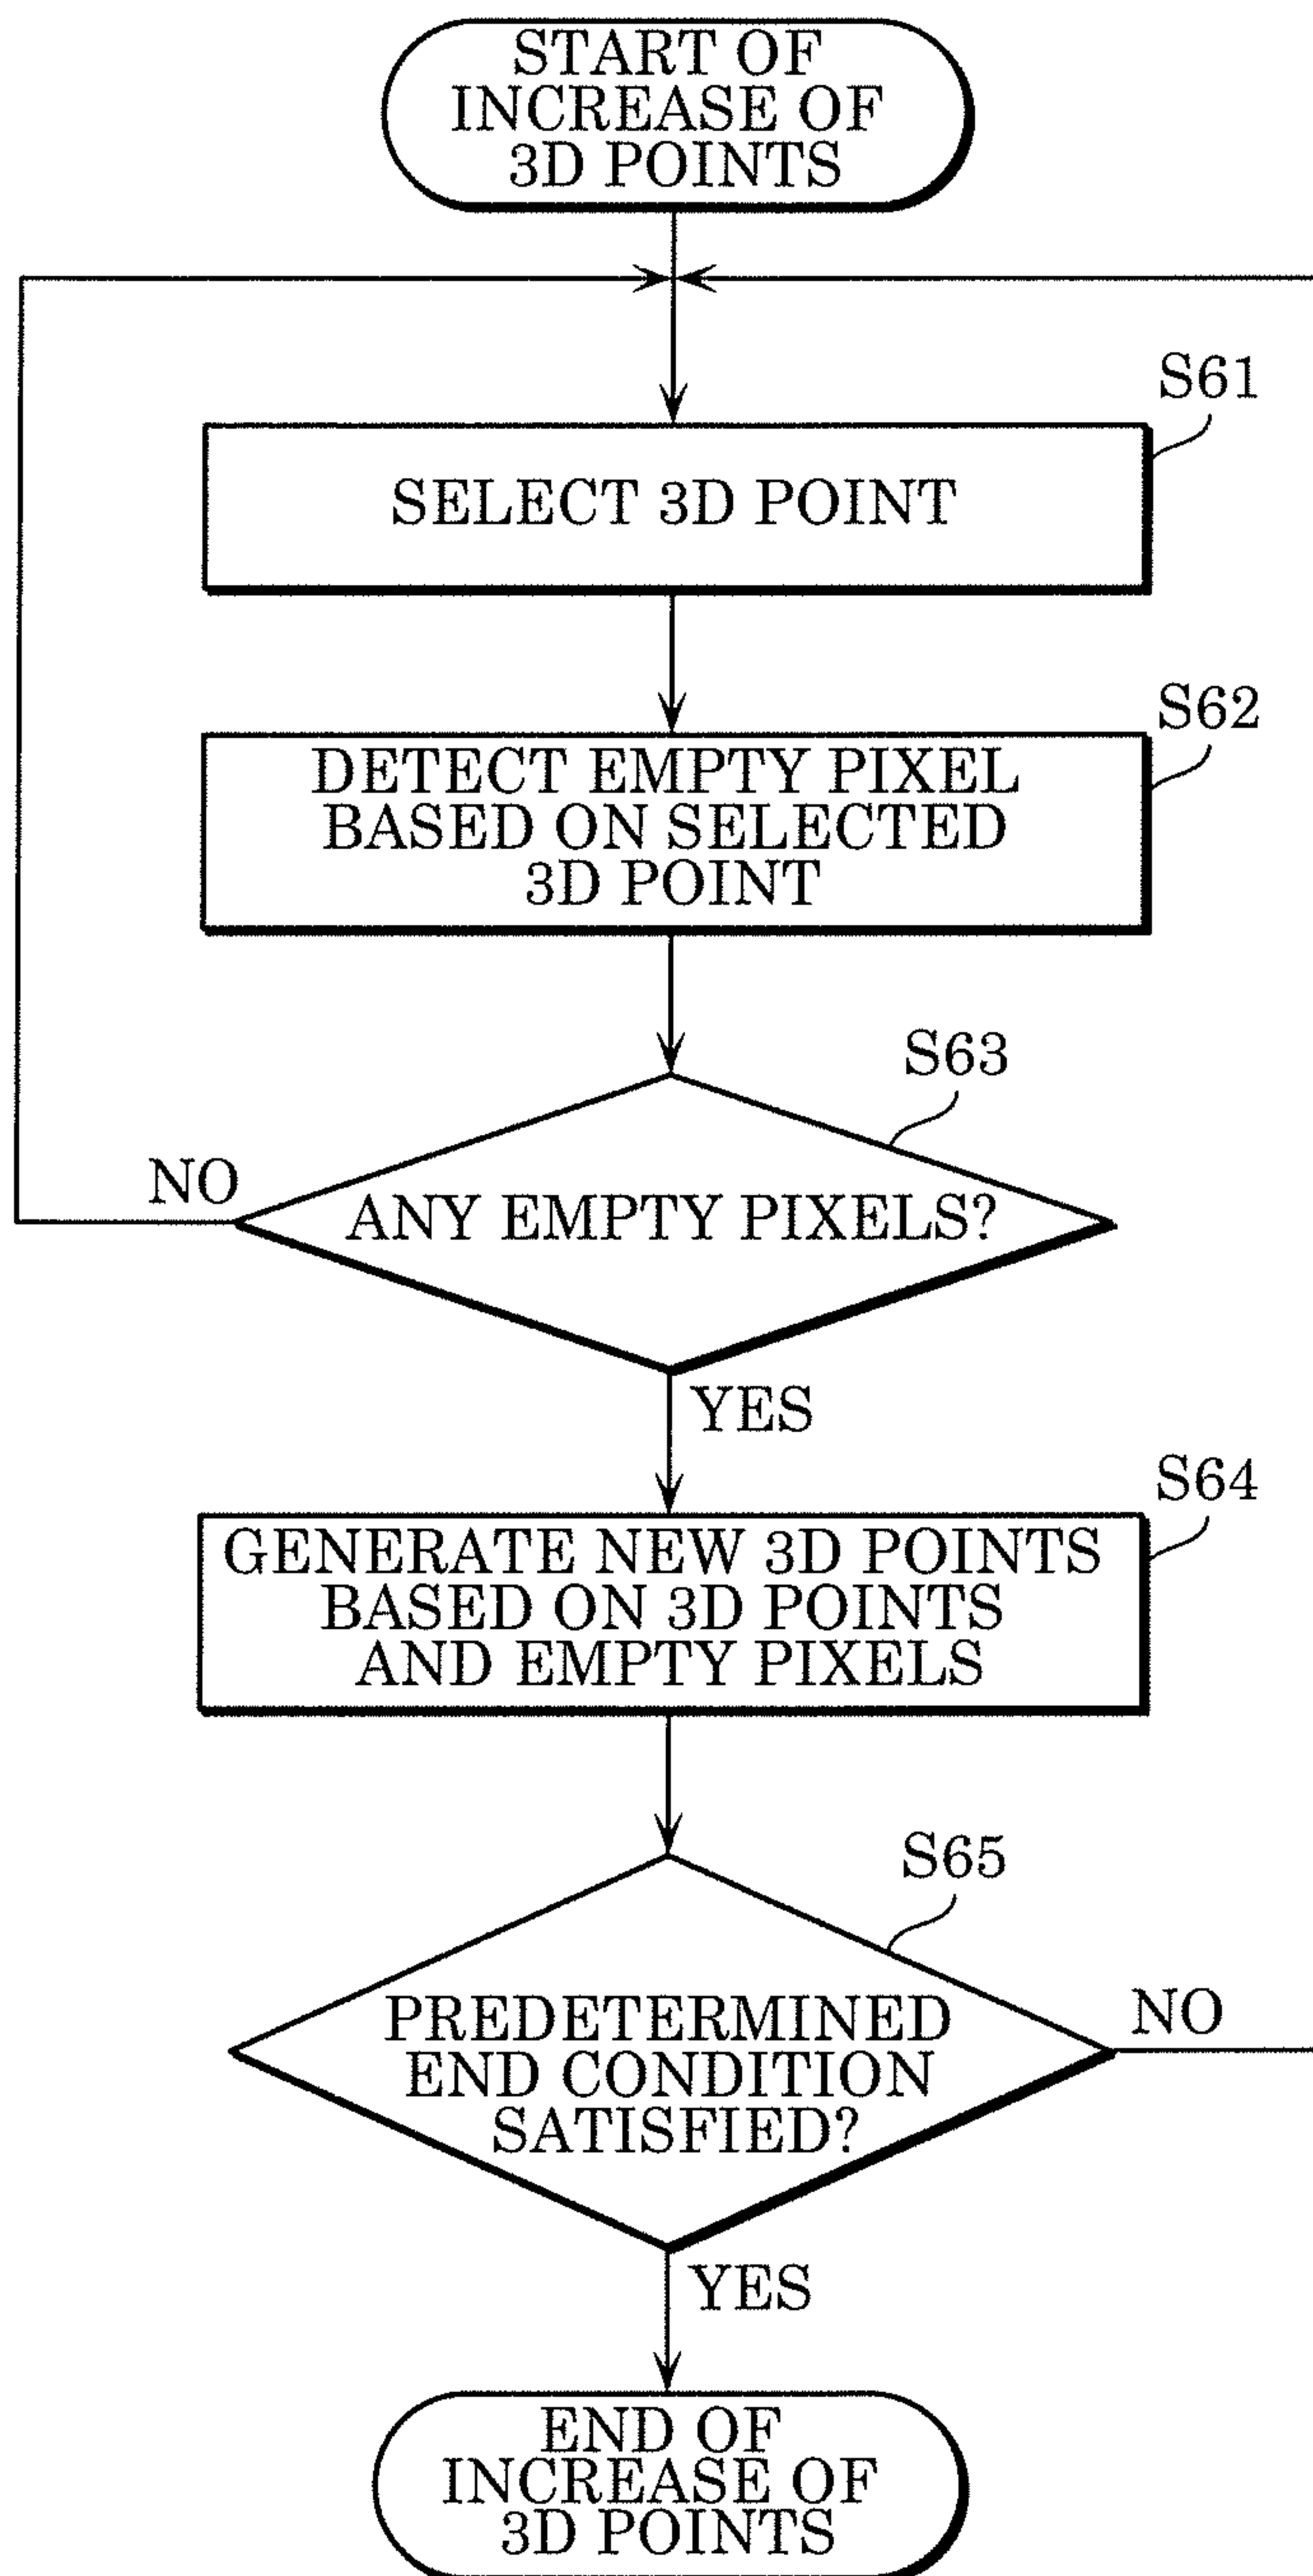 START OF
INCREASE OF
3D POINTS
S61
SELECT 3D POINT
S62
DETECT EMPTY PIXEL
BASED ON SELECTED
3D POINT
S63
NO
ANY EMPTY PIXELS?
YES
S64
GENERATE NEW 3D POINTS
BASED ON 3D POINTS
AND EMPTY PIXELS
S65
NO
PREDETERMINED
END CONDITION
SATISFIED?
YES
END OF
INCREASE OF
3D POINTS